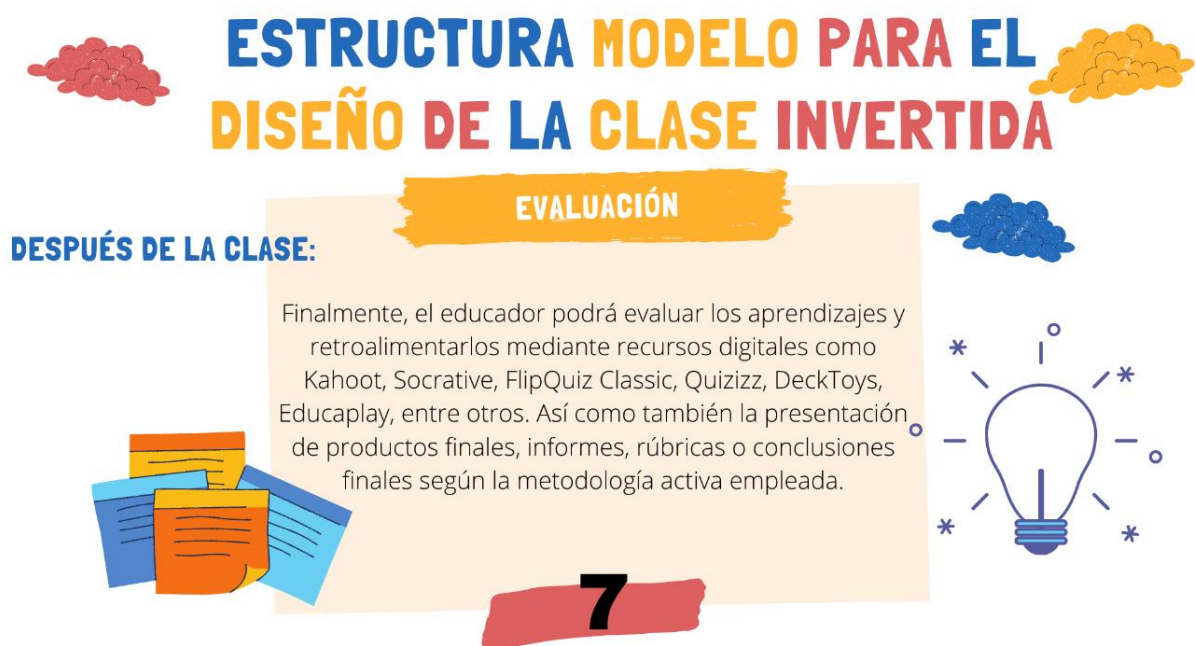 ESTRUCTURA MODELO PARA EL
DISEÑO DE LA CLASE INVERTIDA
EVALUACIÓN
DESPUÉS DE LA CLASE:
Finalmente, el educador podrá evaluar los aprendizajes y
retroalimentarlos mediante recursos digitales como
Kahoot, Socrative, FlipQuiz Classic, Quizizz, DeckToys,
Educaplay, entre otros. Así como también la presentación
de productos finales, informes, rúbricas o conclusiones
finales según la metodología activa empleada.
7